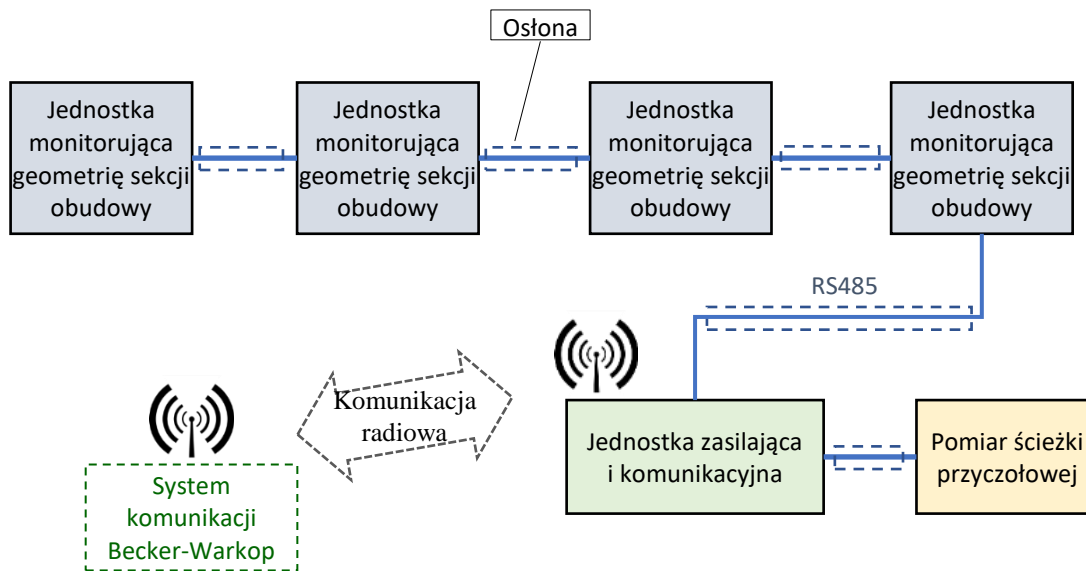 Osłona
Jednostka
monitorująca
geometrię sekcji
obudowy
Jednostka
monitorująca
geometrię sekcji
obudowy
Jednostka
monitorująca
geometrię sekcji
obudowy
Jednostka
monitorująca
geometrię sekcji
obudowy
RS485
Komunikacja
radiowa
Jednostka zasilająca
i komunikacyjna
Pomiar ścieżki
przyczołowej
System
komunikacji
Becker-Warkop